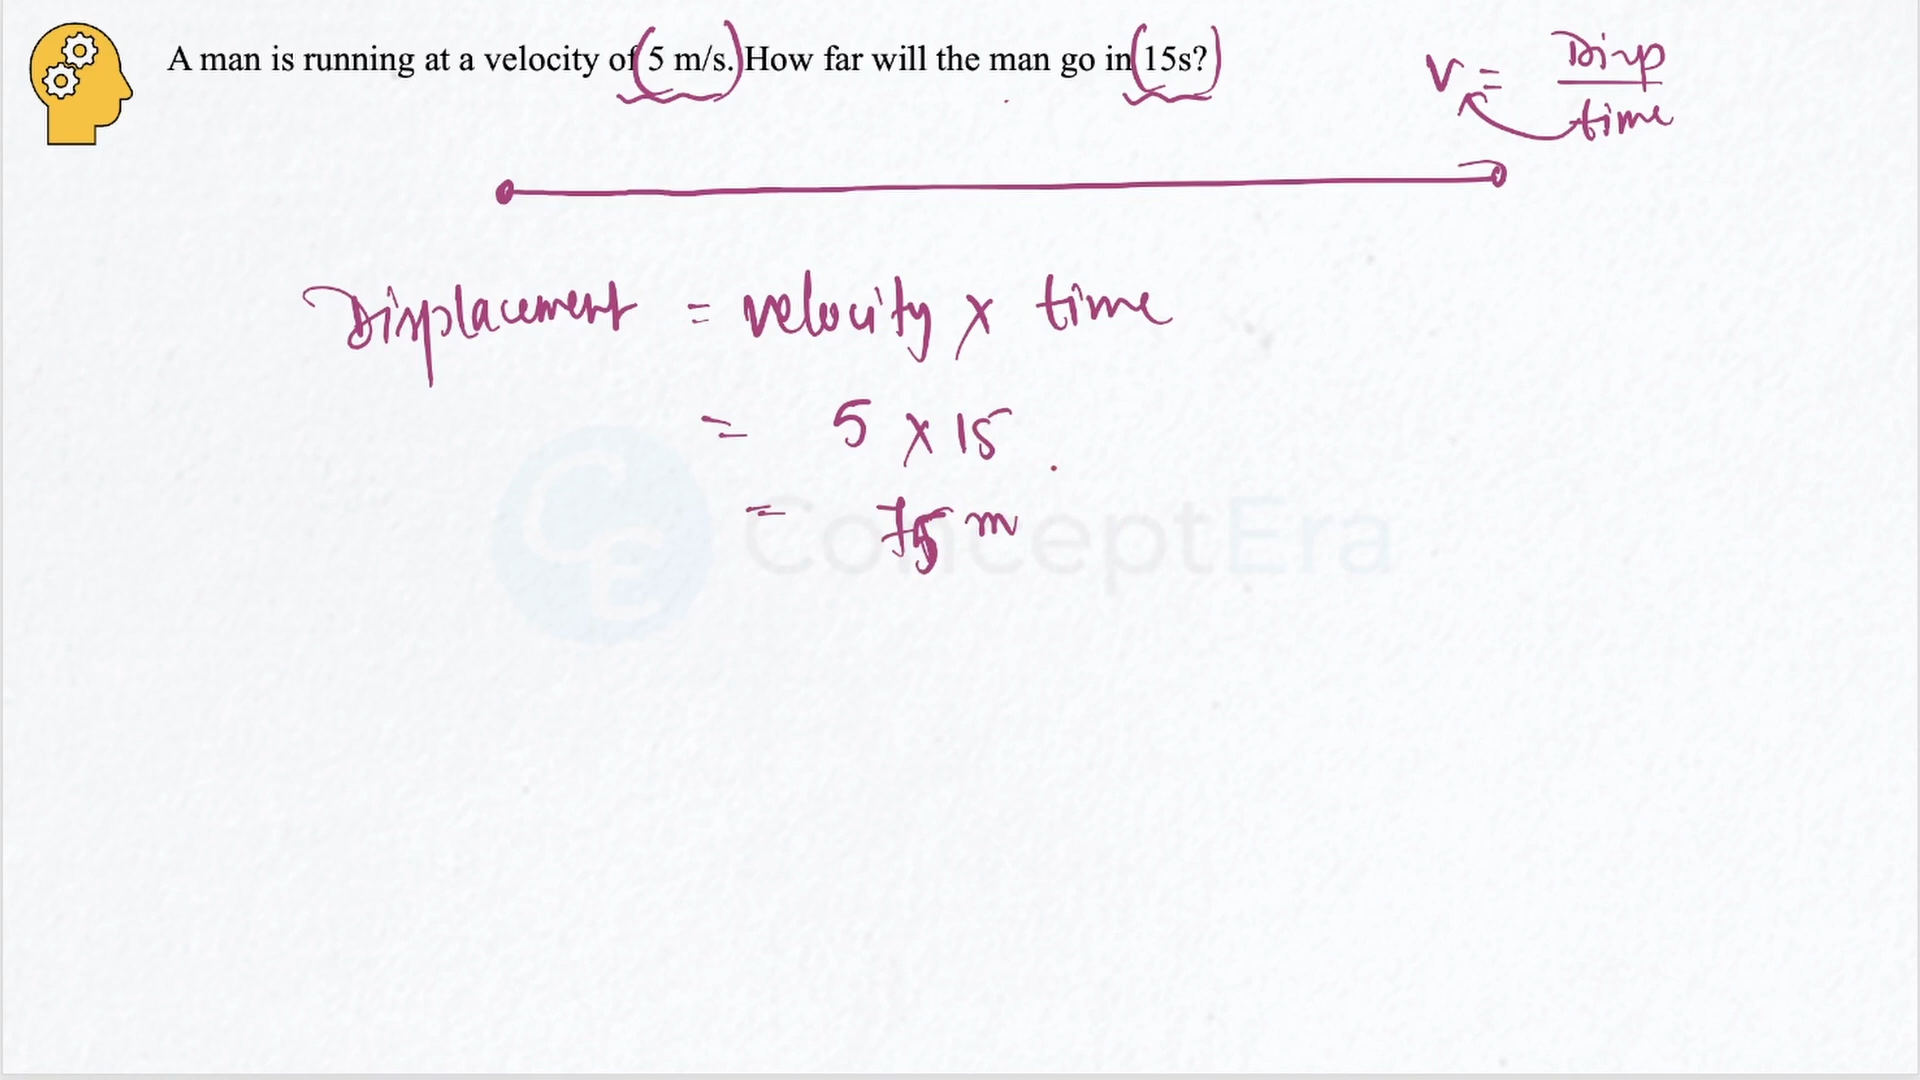 A man is running at a velocity of 5 m/s. How far will the man go in 15s?
V = Disp / time
Displacement = velocity x time
= 5 x 15
= 75 m
CE ConceptEra